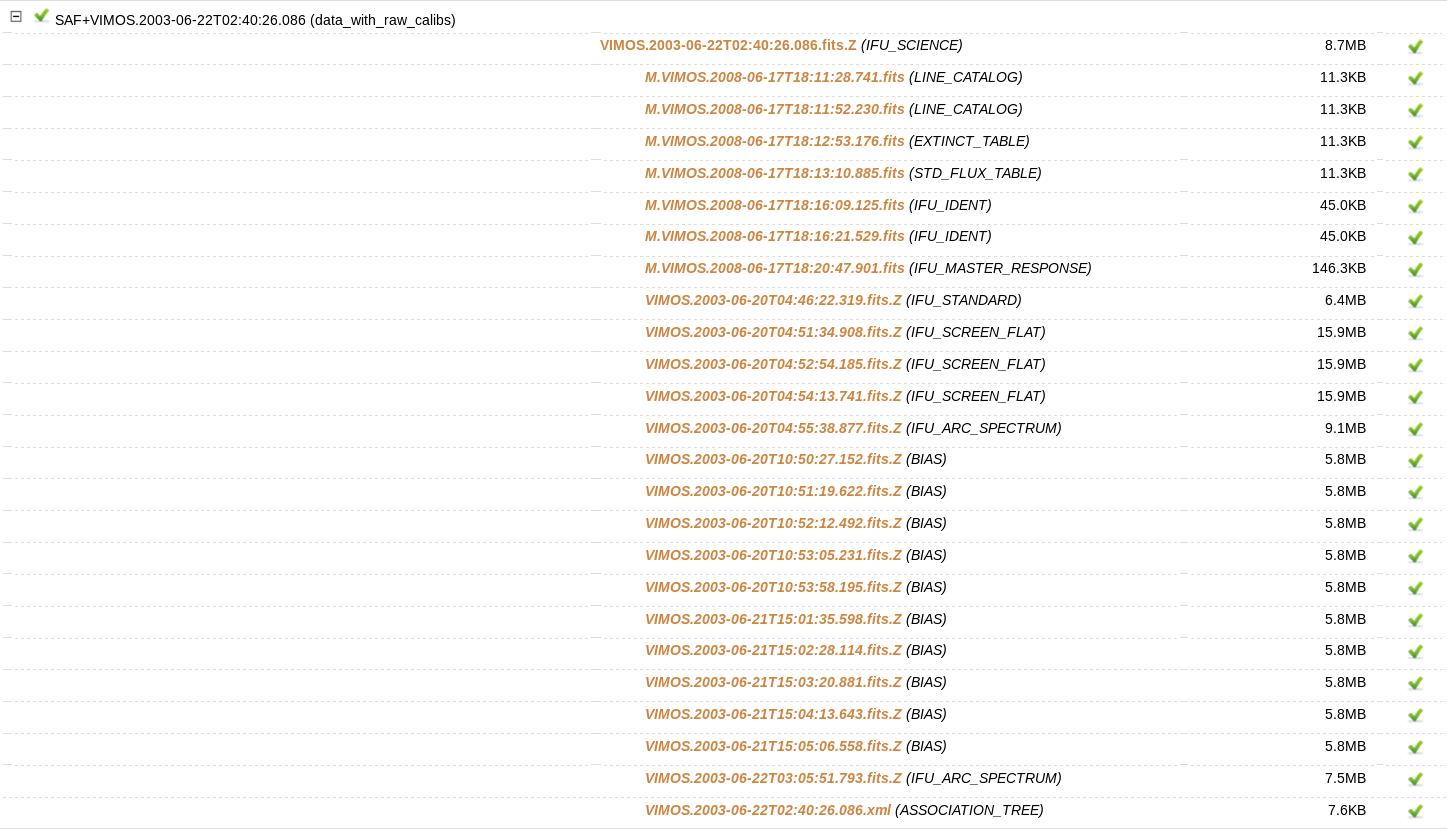 SAF+VIMOS.2003-06-22T02:40:26.086 (data_with_raw_calibs)
VIMOS.2003-06-22T02:40:26.086.fits.Z (IFU_SCIENCE) 8.7MB
M.VIMOS.2008-06-17T18:11:28.741.fits (LINE_CATALOG) 11.3KB
M.VIMOS.2008-06-17T18:11:52.230.fits (LINE_CATALOG) 11.3KB
M.VIMOS.2008-06-17T18:12:53.176.fits (EXTINCT_TABLE) 11.3KB
M.VIMOS.2008-06-17T18:13:10.885.fits (STD_FLUX_TABLE) 11.3KB
M.VIMOS.2008-06-17T18:16:09.125.fits (IFU_IDENT) 45.0KB
M.VIMOS.2008-06-17T18:16:21.529.fits (IFU_IDENT) 45.0KB
M.VIMOS.2008-06-17T18:20:47.901.fits (IFU_MASTER_RESPONSE) 146.3KB
VIMOS.2003-06-20T04:46:22.319.fits.Z (IFU_STANDARD) 6.4MB
VIMOS.2003-06-20T04:51:34.908.fits.Z (IFU_SCREEN_FLAT) 15.9MB
VIMOS.2003-06-20T04:52:54.185.fits.Z (IFU_SCREEN_FLAT) 15.9MB
VIMOS.2003-06-20T04:54:13.741.fits.Z (IFU_SCREEN_FLAT) 15.9MB
VIMOS.2003-06-20T04:55:38.877.fits.Z (IFU_ARC_SPECTRUM) 9.1MB
VIMOS.2003-06-20T10:50:27.152.fits.Z (BIAS) 5.8MB
VIMOS.2003-06-20T10:51:19.622.fits.Z (BIAS) 5.8MB
VIMOS.2003-06-20T10:52:12.492.fits.Z (BIAS) 5.8MB
VIMOS.2003-06-20T10:53:05.231.fits.Z (BIAS) 5.8MB
VIMOS.2003-06-20T10:53:58.195.fits.Z (BIAS) 5.8MB
VIMOS.2003-06-21T15:01:35.598.fits.Z (BIAS) 5.8MB
VIMOS.2003-06-21T15:02:28.114.fits.Z (BIAS) 5.8MB
VIMOS.2003-06-21T15:03:20.881.fits.Z (BIAS) 5.8MB
VIMOS.2003-06-21T15:04:13.643.fits.Z (BIAS) 5.8MB
VIMOS.2003-06-21T15:05:06.558.fits.Z (BIAS) 5.8MB
VIMOS.2003-06-22T03:05:51.793.fits.Z (IFU_ARC_SPECTRUM) 7.5MB
VIMOS.2003-06-22T02:40:26.086.xml (ASSOCIATION_TREE) 7.6KB